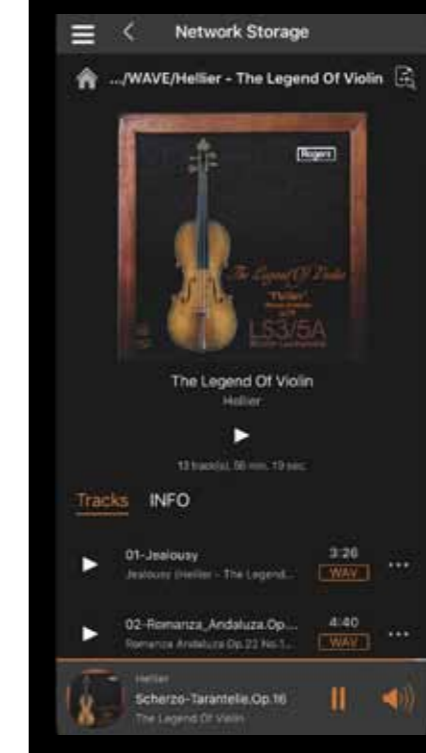 Network Storage
.../WAVE/Hellier - The Legend Of Violin
Rogers
The Legend Of Violin
"Hellier"
LS3/5A
The Legend Of Violin
Hellier
13 track(s), 56 min. 19 sec.
Tracks INFO
01-Jealousy 3:26
Jealousy (Hellier - The Legend... WAV
02-Romanza_Andaluza.Op... 4:40
Romanza Andaluza Op.22 No.1... WAV
Hellier
Scherzo-Tarantelle,Op.16
The Legend Of Violin